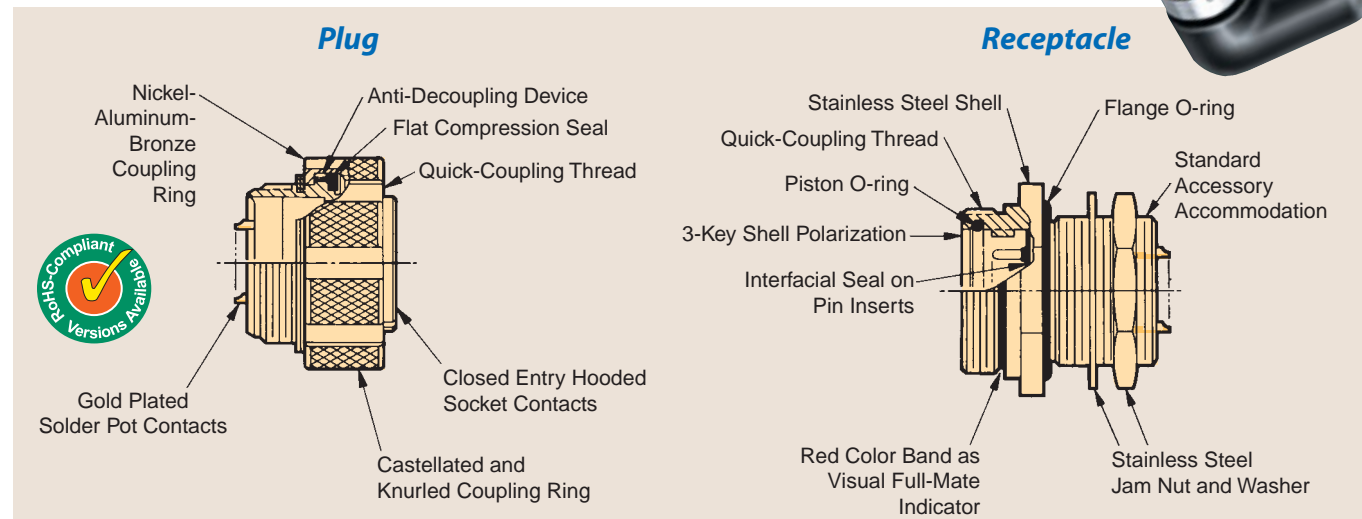 Plug
Nickel-
Aluminum-
Bronze
Coupling
Ring
Anti-Decoupling Device
Flat Compression Seal
Quick-Coupling Thread
RoHS-Compliant
Versions Available
Gold Plated
Solder Pot Contacts
Closed Entry Hooded
Socket Contacts
Castellated and
Knurled Coupling Ring
Receptacle
Stainless Steel Shell
Quick-Coupling Thread
Piston O-ring
3-Key Shell Polarization
Interfacial Seal on
Pin Inserts
Flange O-ring
Standard
Accessory
Accommodation
Red Color Band as
Visual Full-Mate
Indicator
Stainless Steel
Jam Nut and Washer